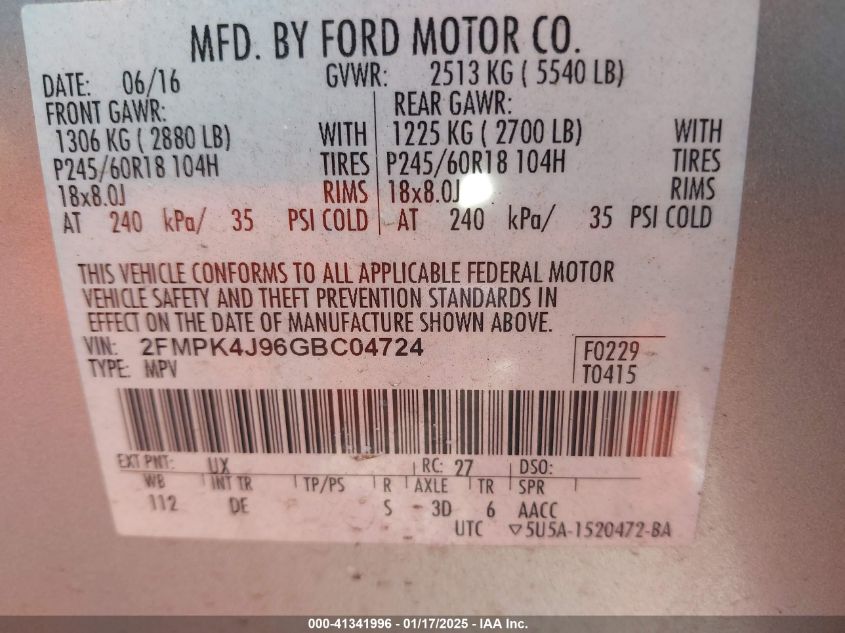 MFD. BY FORD MOTOR CO.
DATE: 06/16 GVWR: 2513 KG ( 5540 LB)
FRONT GAWR: REAR GAWR:
1306 KG ( 2880 LB) WITH 1225 KG ( 2700 LB) WITH
P245/60R18 104H TIRES P245/60R18 104H TIRES
18x8.0J RIMS 18x8.0J RIMS
AT 240 kPa/ 35 PSI COLD AT 240 kPa/ 35 PSI COLD
THIS VEHICLE CONFORMS TO ALL APPLICABLE FEDERAL MOTOR
VEHICLE SAFETY AND THEFT PREVENTION STANDARDS IN
EFFECT ON THE DATE OF MANUFACTURE SHOWN ABOVE.
VIN: 2FMPK4J96GBC04724 F0229
TYPE: MPV T0415
EXT PNT: UX RC: 27 DSO:
WB INT TR TP/PS R AXLE TR SPR
112 DE S 3D 6 AACC
UTC ▽5U5A-1520472-BA
000-41341996 — 01/17/2025 — IAA Inc.